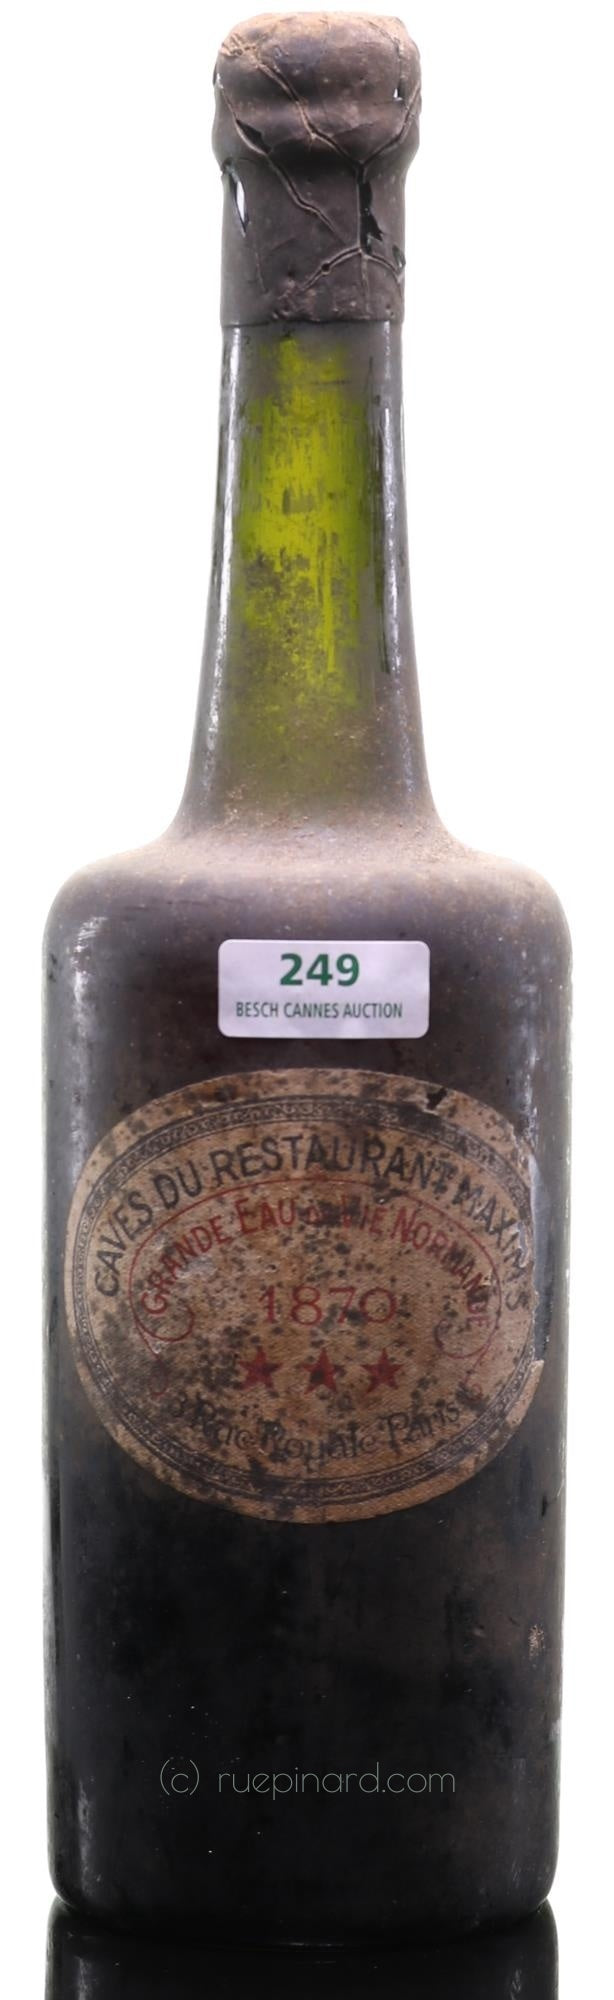 249
BESCH CANNES AUCTION
CAVES DU RESTAURANT MAXIM'S
GRANDE EAU DE VIE NORMANDE
1870
3 Rue Royale Paris
(c) ruepinard.com